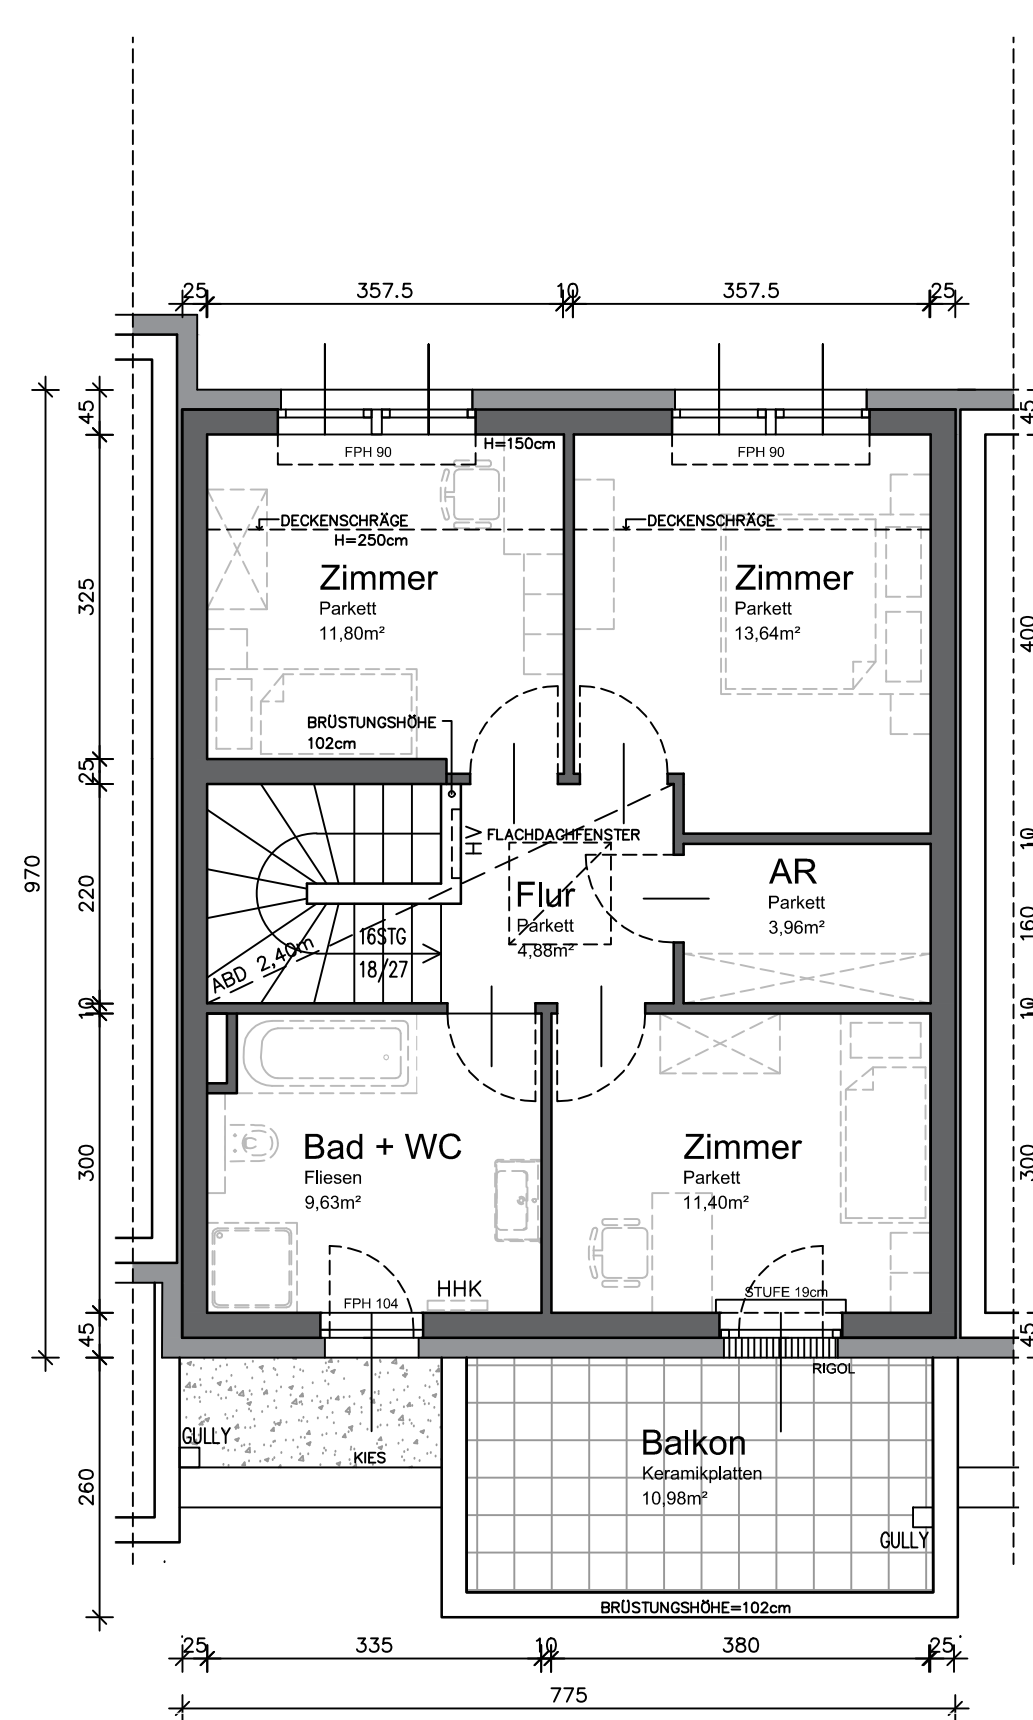 25 357.5 10 357.5 25
45
45
FPH 90
FPH 90
H=150cm
DECKENSCHRÄGE
H=250cm
DECKENSCHRÄGE
Zimmer
Parkett
11,80m²
Zimmer
Parkett
13,64m²
325
400
BRÜSTUNGSHÖHE
102cm
25
HV
FLACHDACHFENSTER
10
970
220
Flur
Parkett
4,88m²
AR
Parkett
3,96m²
160
16STG
18/27
ABD 2,40m
10
10
Bad + WC
Fliesen
9,63m²
Zimmer
Parkett
11,40m²
300
300
HHK
FPH 104
STUFE 19cm
45
45
RIGOL
GULLY
KIES
Balkon
Keramikplatten
10,98m²
260
GULLY
BRÜSTUNGSHÖHE=102cm
25 335 10 380 25
775